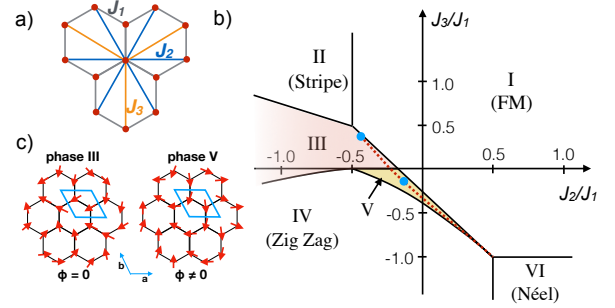 a)
J1
J2
J3
b)
J3/J1
II
(Stripe)
I
(FM)
1.0
0.5
III
-1.0
-0.5
0.5
1.0
J2/J1
-0.5
V
IV
(Zig Zag)
-1.0
VI
(Néel)
c)
phase III
phase V
b
a
ϕ = 0
ϕ ≠ 0